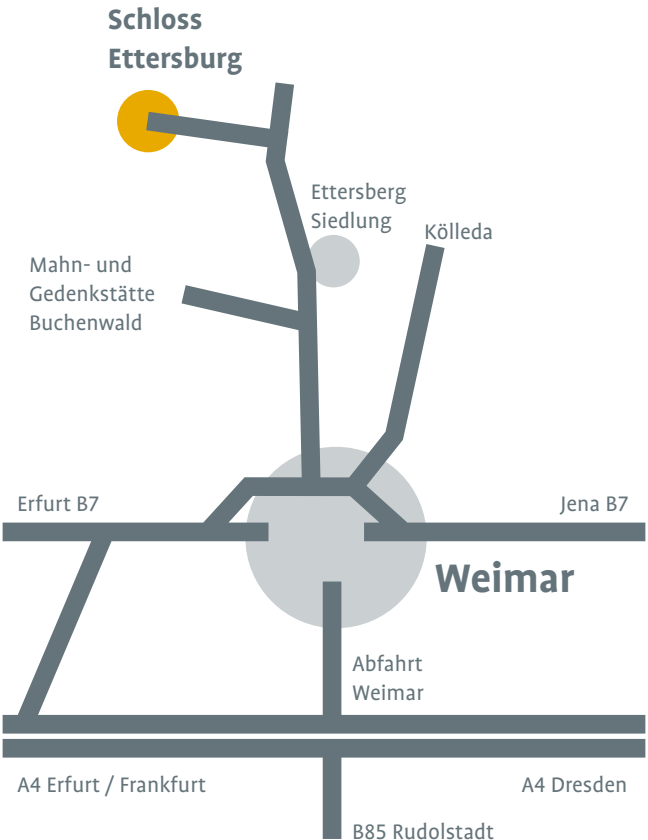 Schloss
Ettersburg
Ettersberg
Siedlung
Kölleda
Mahn- und
Gedenkstätte
Buchenwald
Erfurt B7
Jena B7
Weimar
Abfahrt
Weimar
A4 Erfurt / Frankfurt
A4 Dresden
B85 Rudolstadt